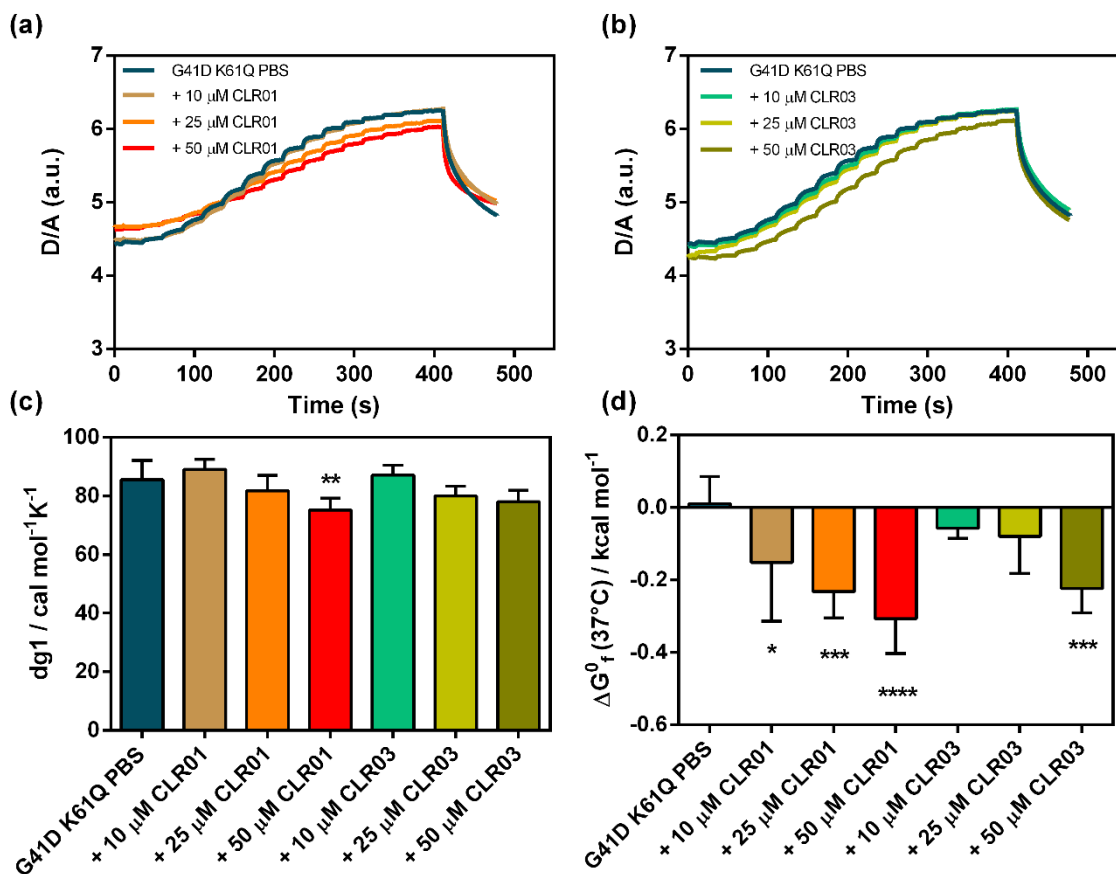 (a)
7
6
5
4
3
D/A (a.u.)
G41D K61Q PBS
+ 10 μM CLR01
+ 25 μM CLR01
+ 50 μM CLR01
0 100 200 300 400 500
Time (s)
(b)
7
6
5
4
3
D/A (a.u.)
G41D K61Q PBS
+ 10 μM CLR03
+ 25 μM CLR03
+ 50 μM CLR03
0 100 200 300 400 500
Time (s)
(c)
100
80
60
40
20
0
dg1 / cal mol⁻¹K⁻¹
**
G41D K61Q PBS
+ 10 μM CLR01
+ 25 μM CLR01
+ 50 μM CLR01
+ 10 μM CLR03
+ 25 μM CLR03
+ 50 μM CLR03
(d)
0.2
0.0
-0.2
-0.4
-0.6
ΔG⁰f (37°C) / kcal mol⁻¹
*
***
****
***
G41D K61Q PBS
+ 10 μM CLR01
+ 25 μM CLR01
+ 50 μM CLR01
+ 10 μM CLR03
+ 25 μM CLR03
+ 50 μM CLR03